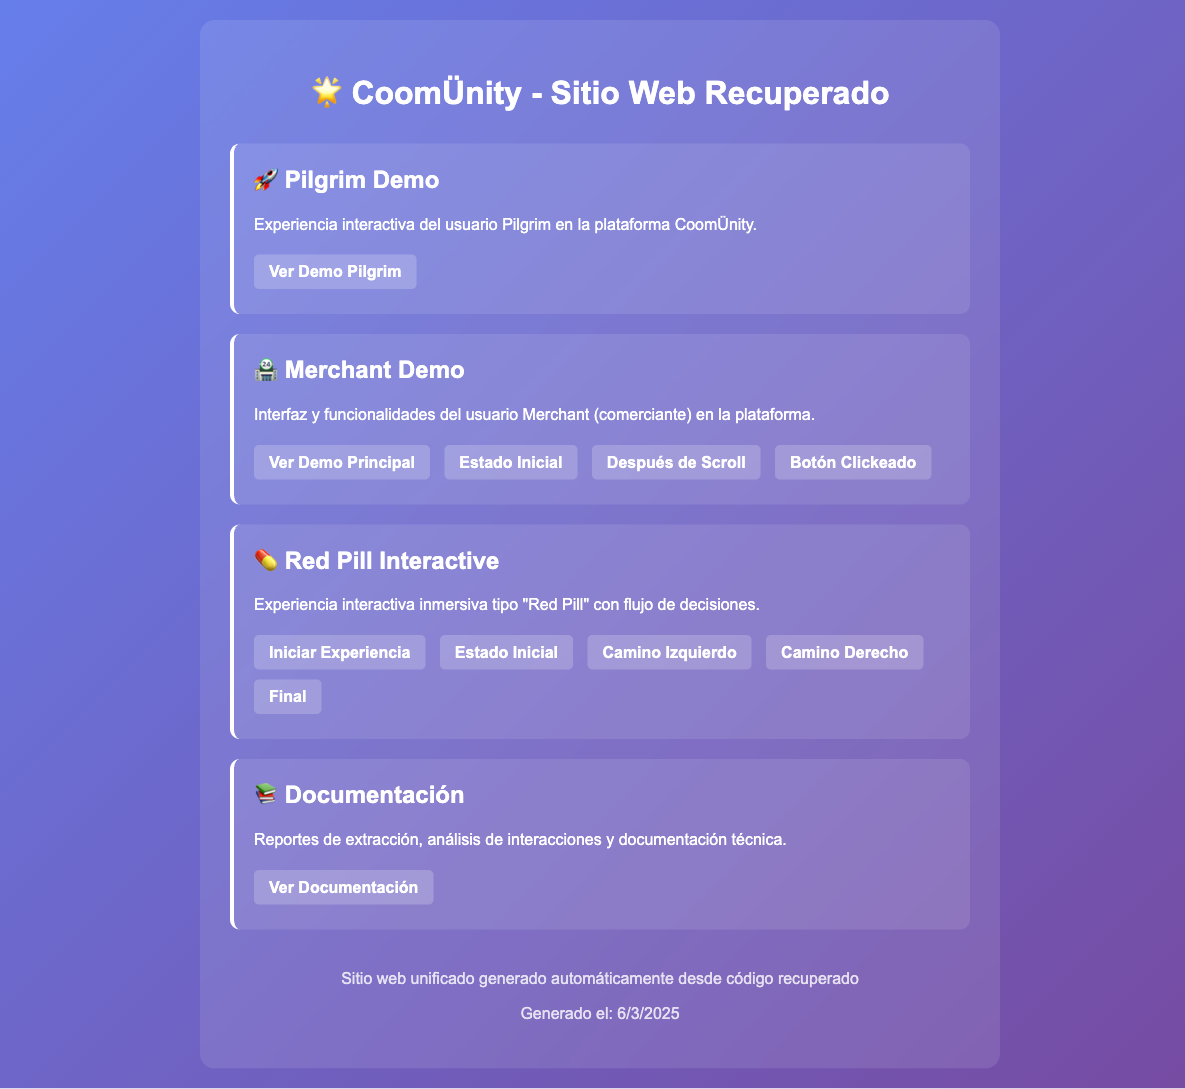 🌟 CoomÜnity - Sitio Web Recuperado
🚀 Pilgrim Demo
Experiencia interactiva del usuario Pilgrim en la plataforma CoomÜnity.
Ver Demo Pilgrim
🏪 Merchant Demo
Interfaz y funcionalidades del usuario Merchant (comerciante) en la plataforma.
Ver Demo Principal Estado Inicial Después de Scroll Botón Clickeado
💊 Red Pill Interactive
Experiencia interactiva inmersiva tipo "Red Pill" con flujo de decisiones.
Iniciar Experiencia Estado Inicial Camino Izquierdo Camino Derecho
Final
📚 Documentación
Reportes de extracción, análisis de interacciones y documentación técnica.
Ver Documentación
Sitio web unificado generado automáticamente desde código recuperado
Generado el: 6/3/2025